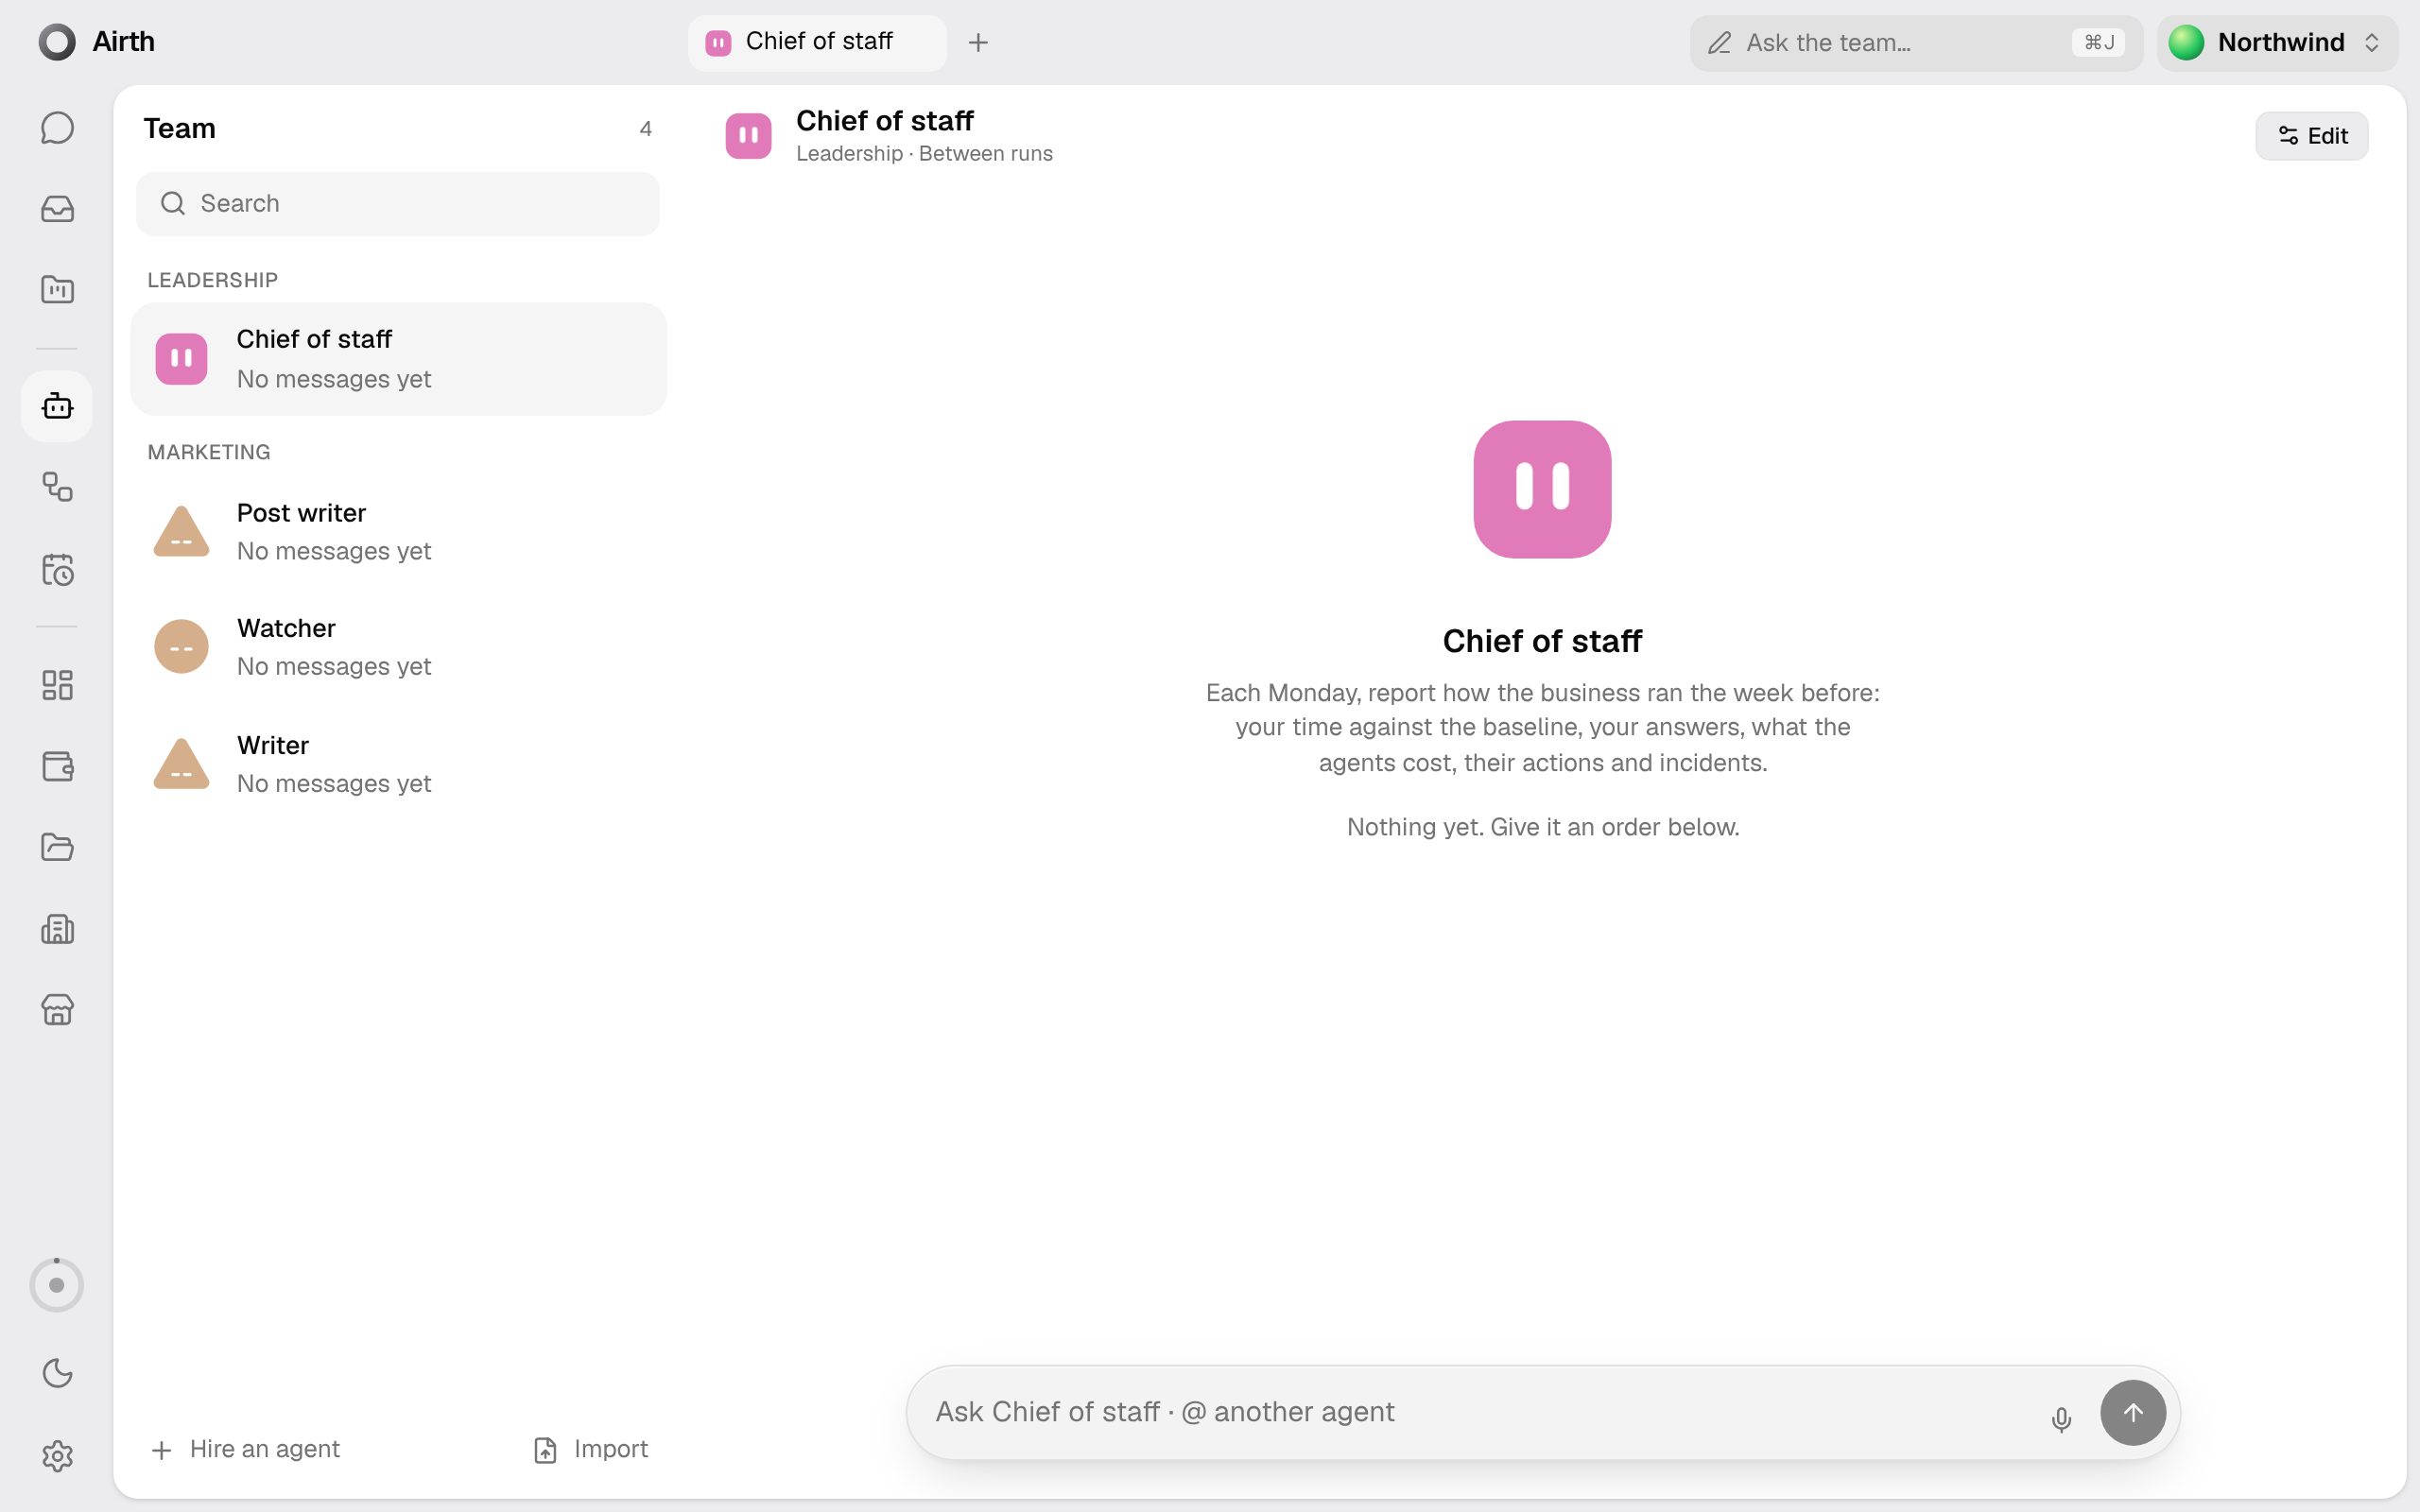 Airth
Chief of staff
Ask the team...
⌘J
Northwind
Team
4
Search
LEADERSHIP
Chief of staff
No messages yet
MARKETING
Post writer
No messages yet
Watcher
No messages yet
Writer
No messages yet
Hire an agent
Import
Chief of staff
Leadership · Between runs
Edit
Chief of staff
Each Monday, report how the business ran the week before:
your time against the baseline, your answers, what the
agents cost, their actions and incidents.
Nothing yet. Give it an order below.
Ask Chief of staff · @ another agent